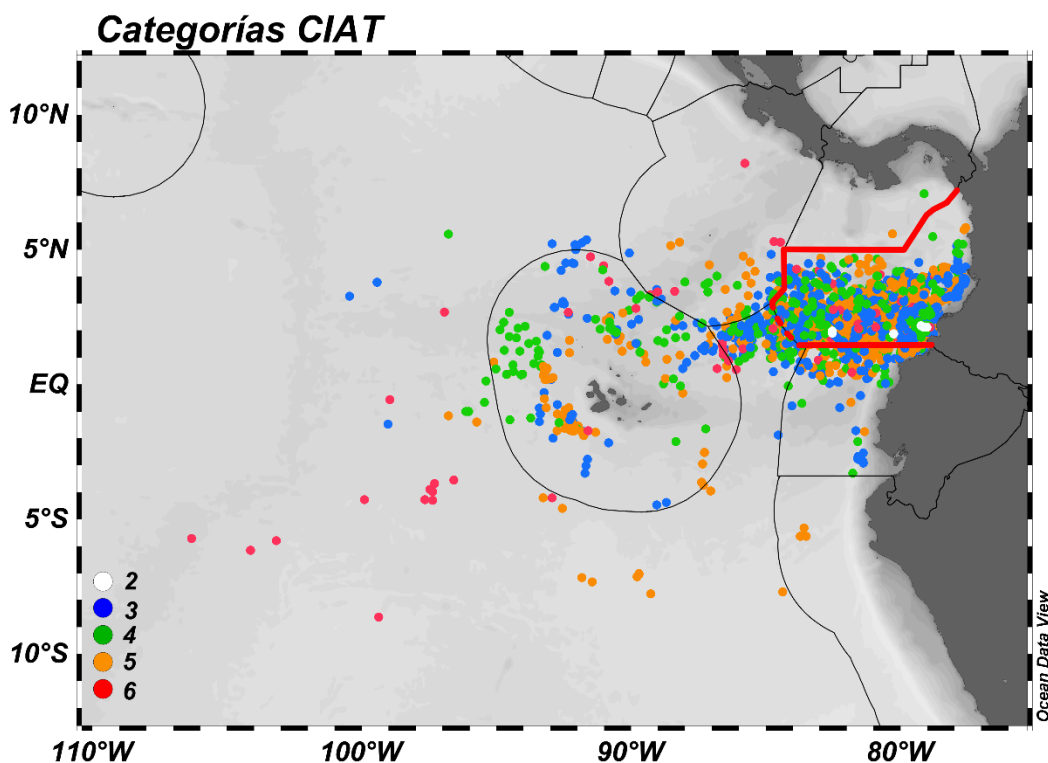 Categorías CIAT
10°N
5°N
EQ
5°S
10°S
2
3
4
5
6
110°W
100°W
90°W
80°W
Ocean Data View